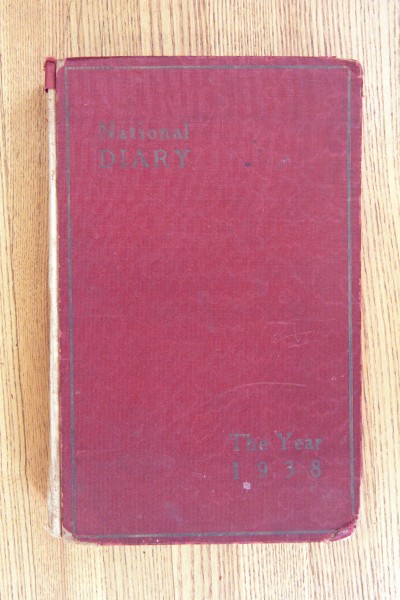 National
DIARY
The Year
1938